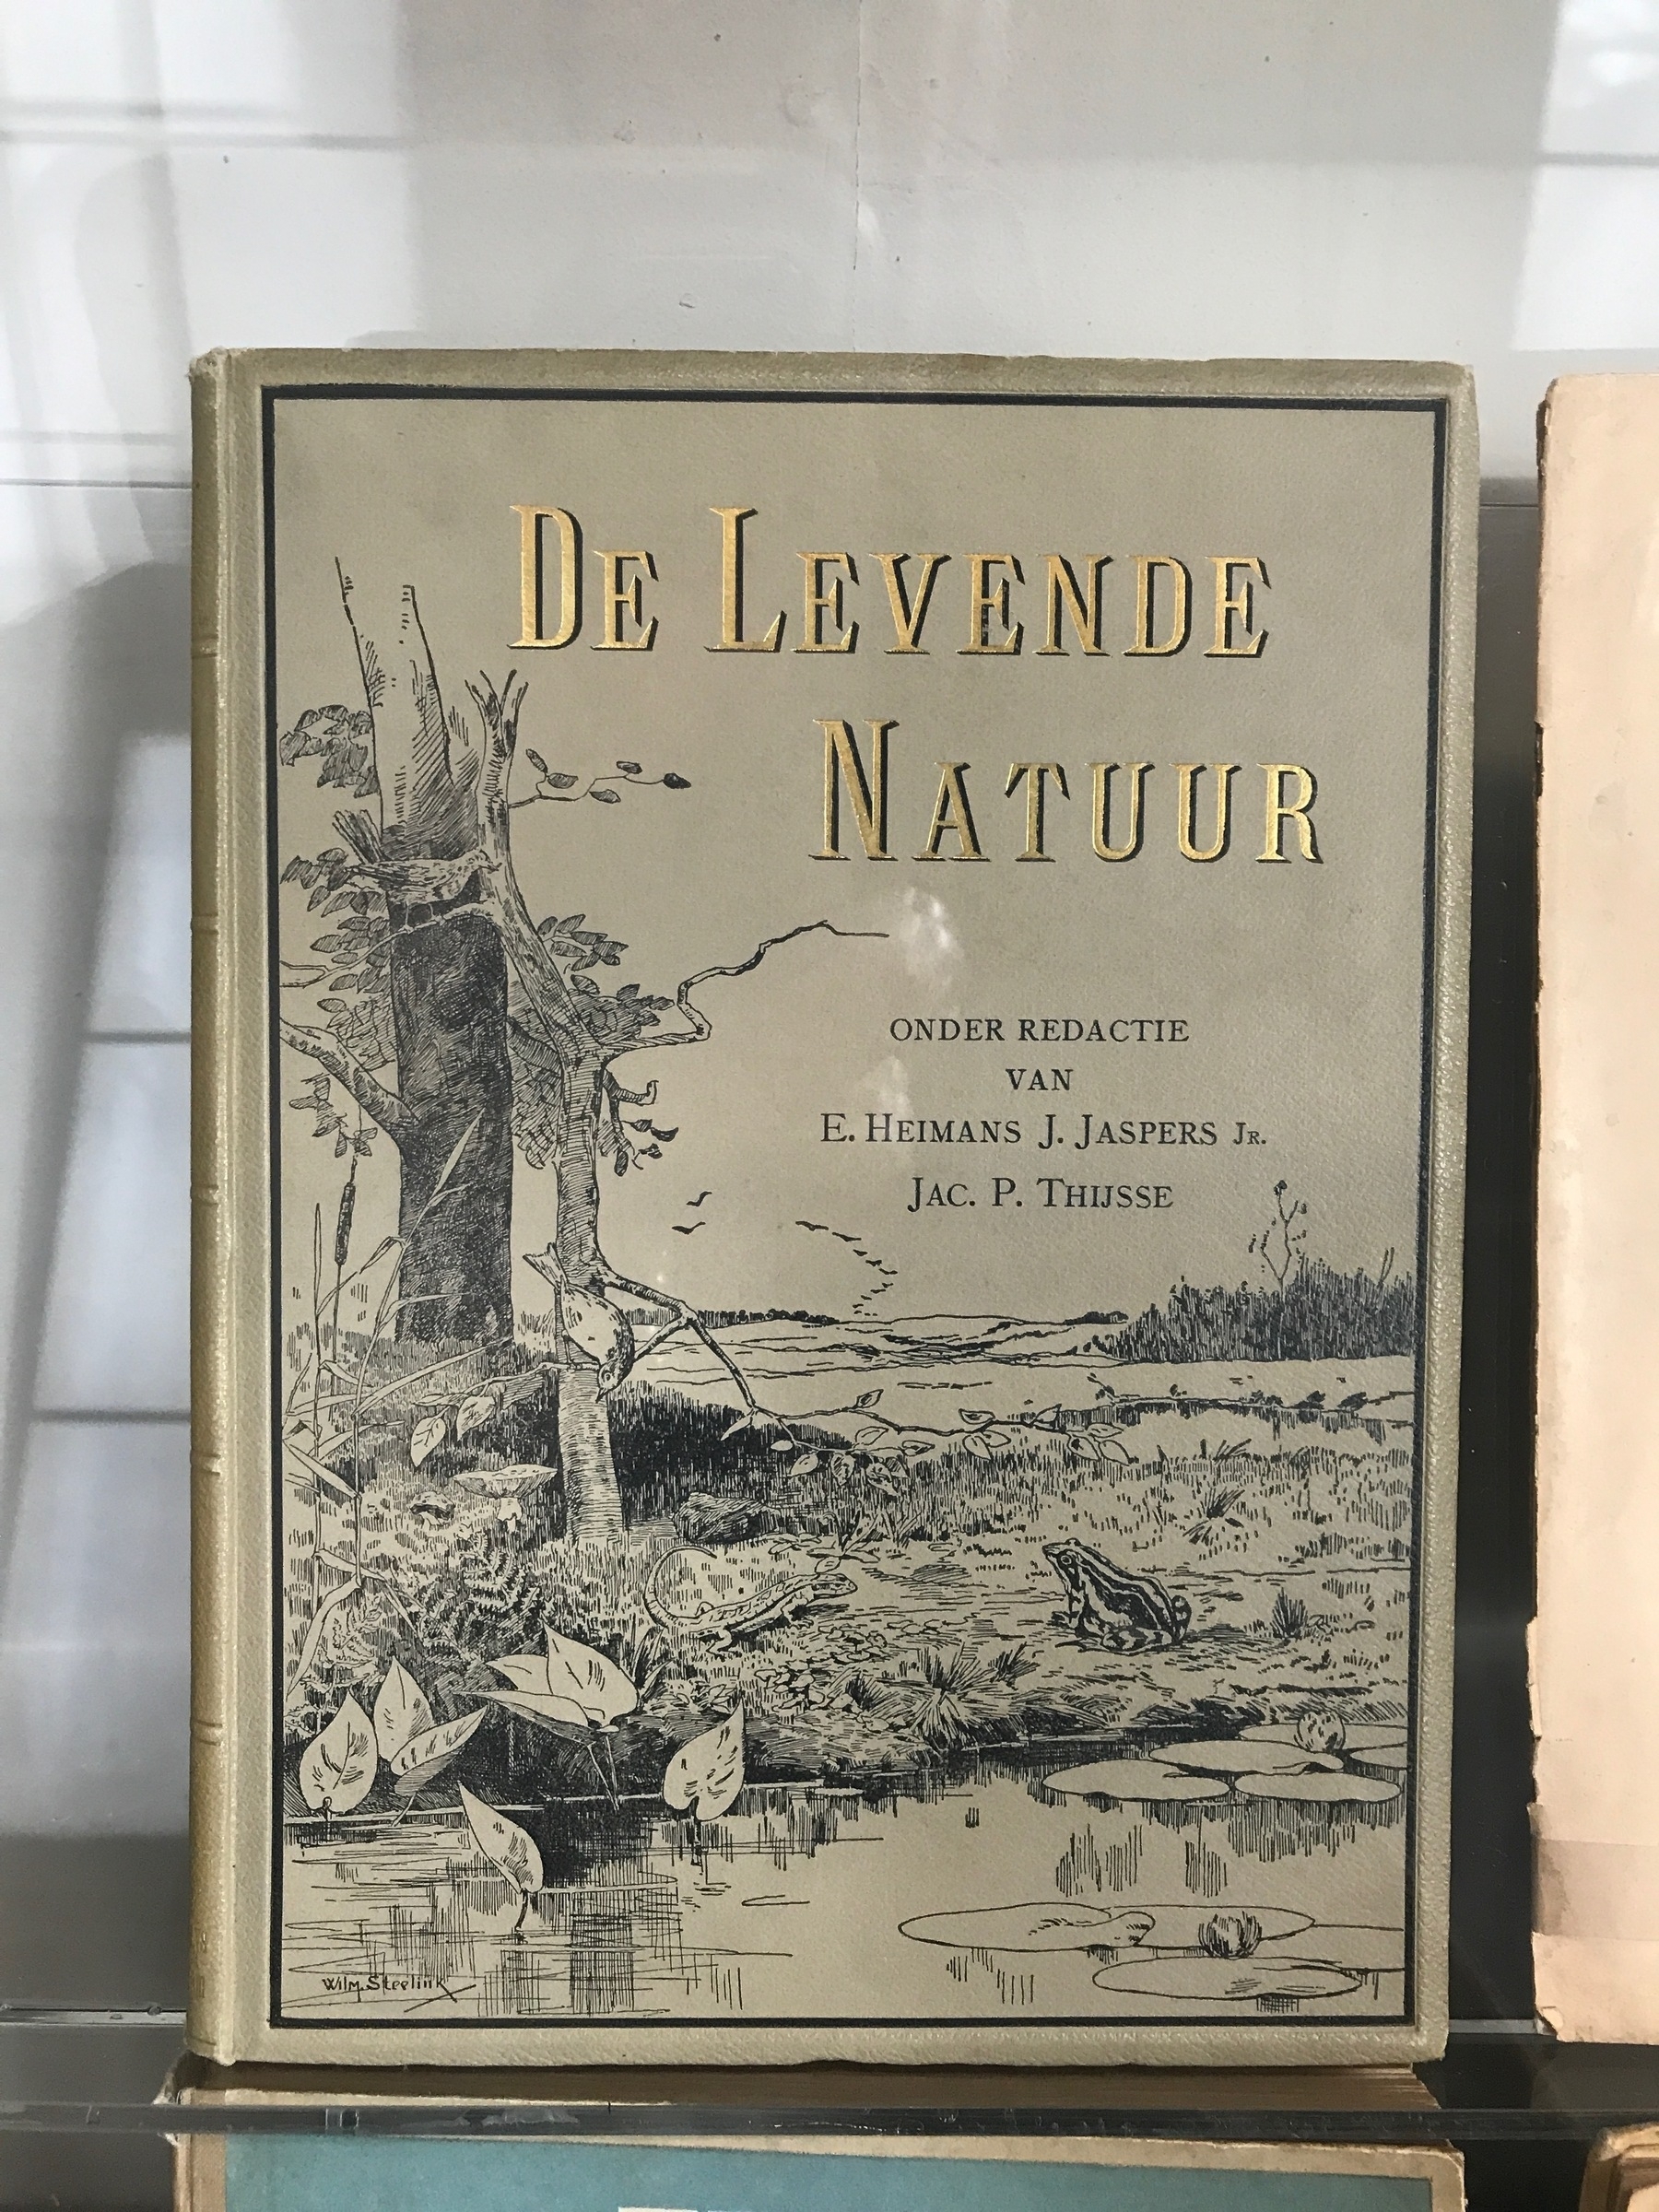 De Levende
Natuur
ONDER REDACTIE
VAN
E. Heimans J. Jaspers Jr.
Jac. P. Thijsse
Wilm. Steelink